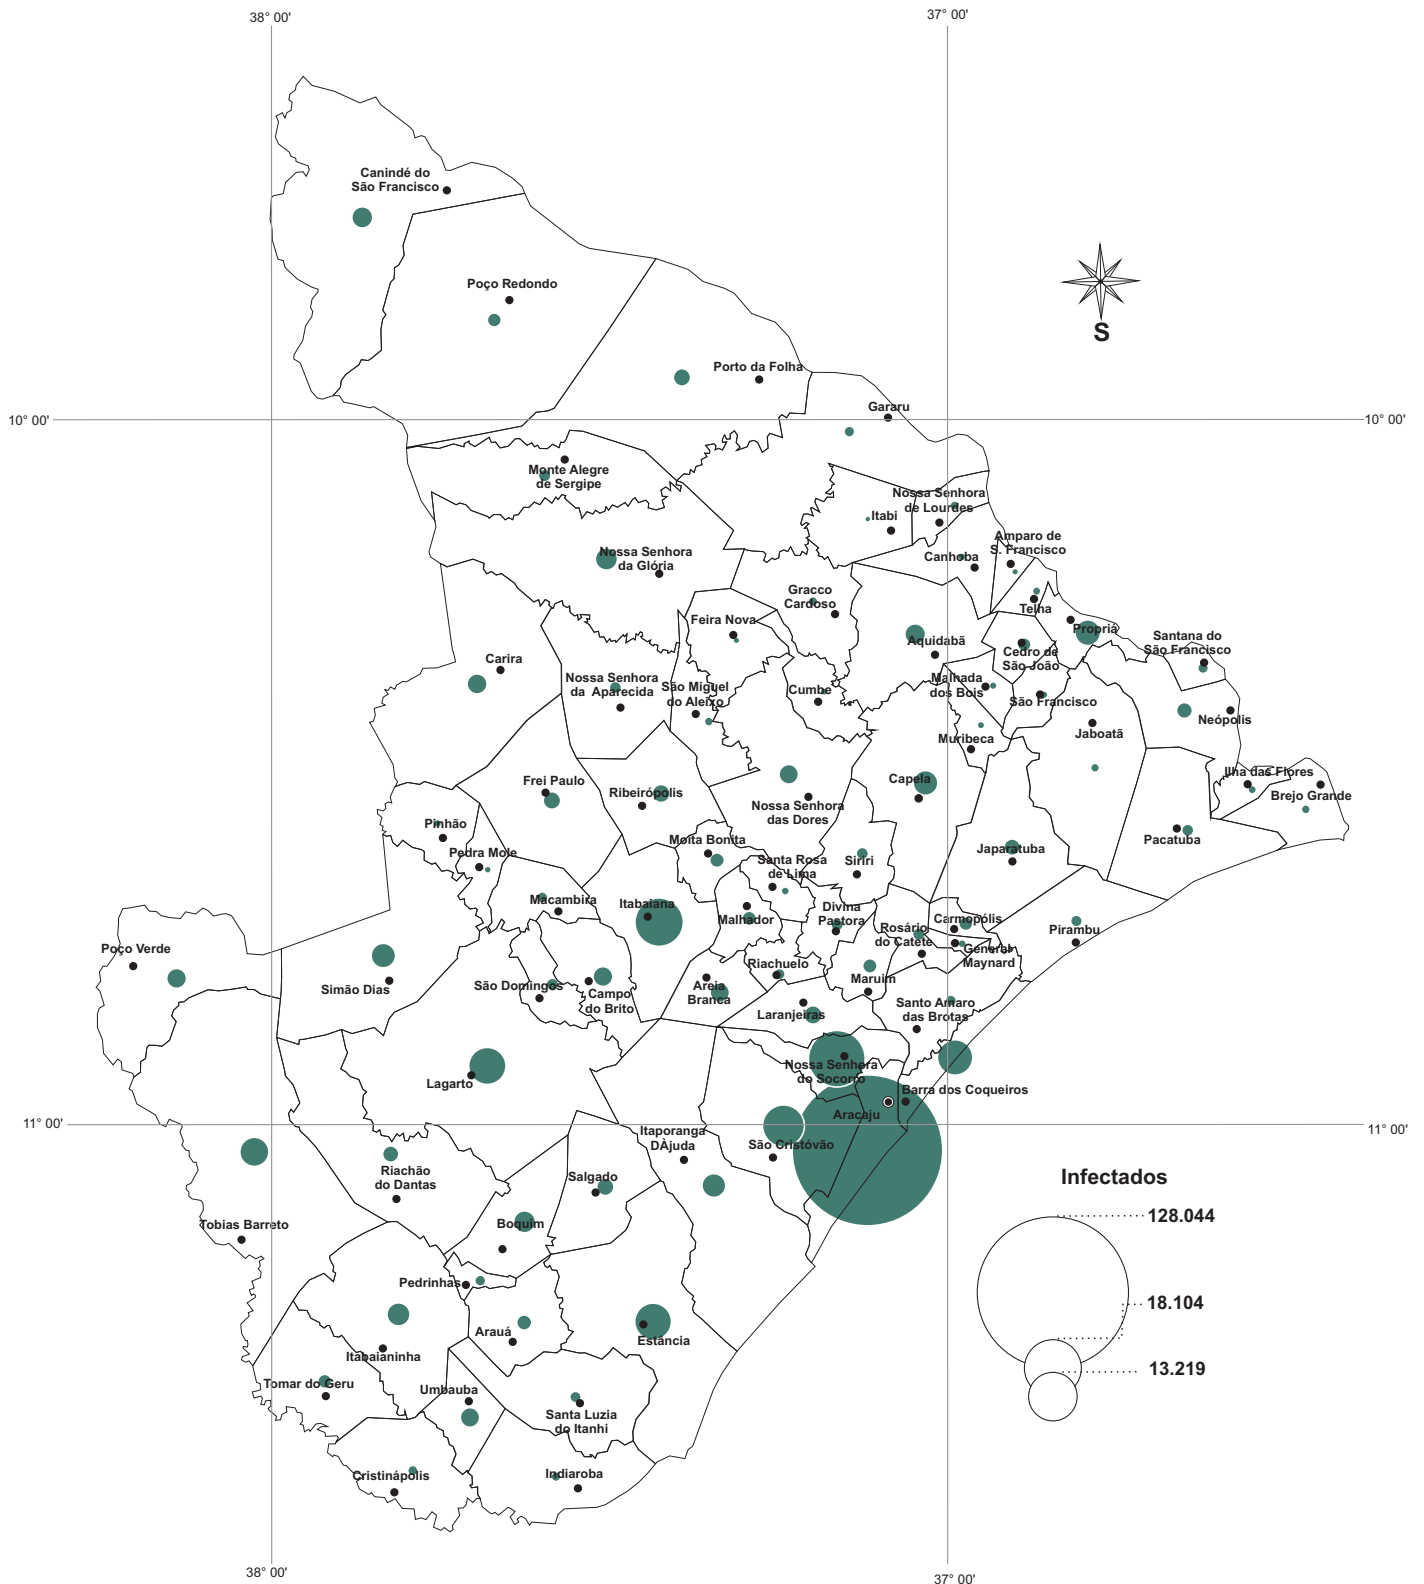 38° 00'
37° 00'
Canindé do
São Francisco
Poço Redondo
S
Porto da Folha
Gararu
10° 00'
10° 00'
Monte Alegre
de Sergipe
Nossa Senhora
de Lourdes
Itabi
Amparo de
S. Francisco
Canhoba
Nossa Senhora
da Glória
Gracco
Cardoso
Telha
Feira Nova
Propriá
Aquidabã
Santana do
São Francisco
Cedro de
São João
Carira
Nossa Senhora
da Aparecida
São Miguel
do Aleixo
Cumbe
Malhada
dos Bois
São Francisco
Neópolis
Jaboatã
Muribeca
Ilha das Flores
Brejo Grande
Frei Paulo
Ribeirópolis
Capela
Nossa Senhora
das Dores
Pinhão
Pedra Mole
Moita Bonita
Santa Rosa
de Lima
Siriri
Japaratuba
Pacatuba
Macambira
Itabaiana
Malhador
Divina
Pastora
Rosário
do Catete
Carmopólis
General
Maynard
Pirambu
Poço Verde
Simão Dias
São Domingos
Campo
do Brito
Areia
Branca
Riachuelo
Maruim
Laranjeiras
Santo Amaro
das Brotas
Lagarto
Nossa Senhora
do Socorro
Barra dos Coqueiros
Aracaju
11° 00'
11° 00'
Itaporanga
DÀjuda
São Cristóvão
Riachão
do Dantas
Salgado
Tobias Barreto
Boquim
Infectados
128.044
18.104
13.219
Pedrinhas
Arauá
Estância
Itabaianinha
Tomar do Geru
Umbauba
Santa Luzia
do Itanhi
Cristinápolis
Indiaroba
38° 00'
37° 00'